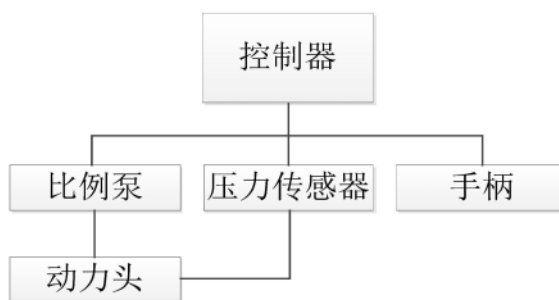 控制器
比例泵
压力传感器
手柄
动力头